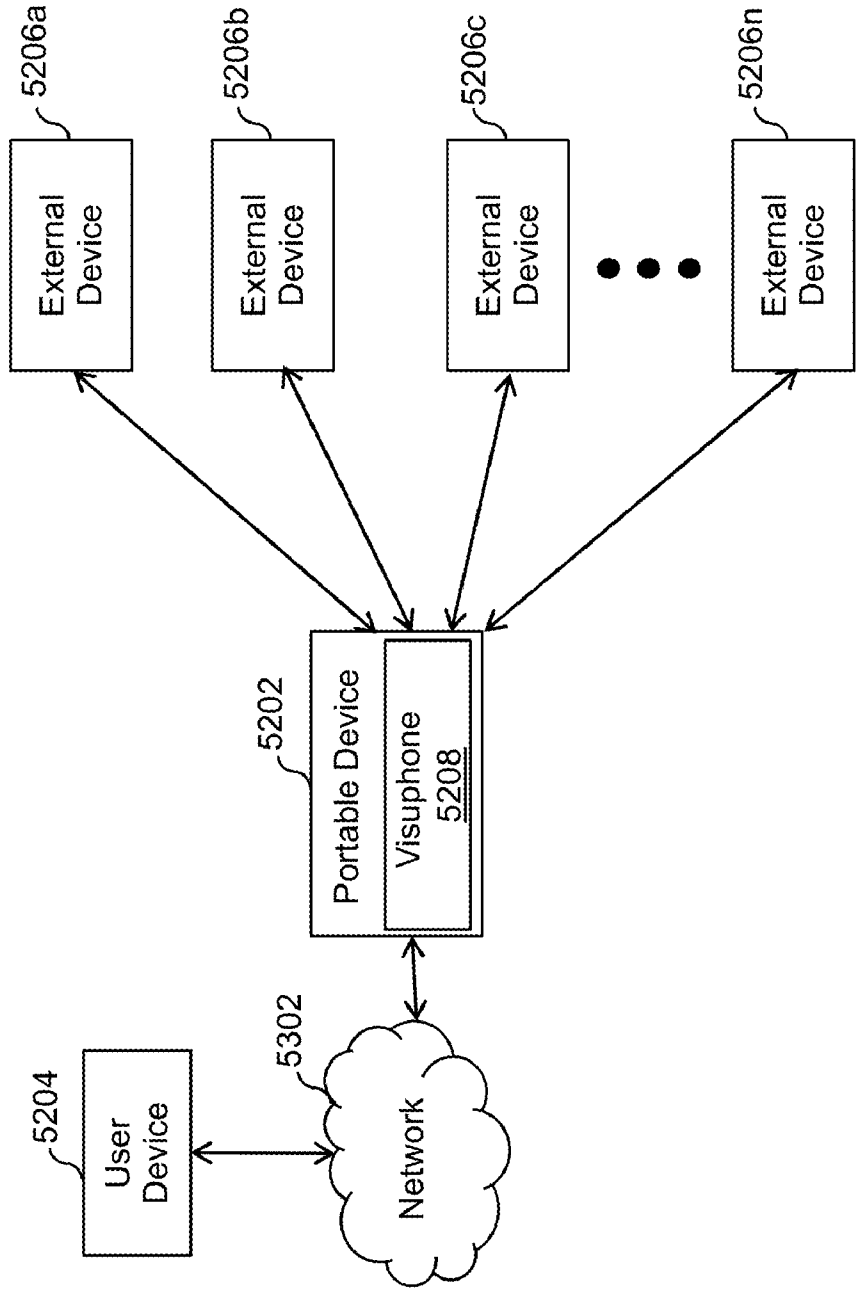 5204
User
Device
5302
Network
5202
Portable Device
Visuphone
5208
5206a
External
Device
5206b
External
Device
5206c
External
Device
5206n
External
Device